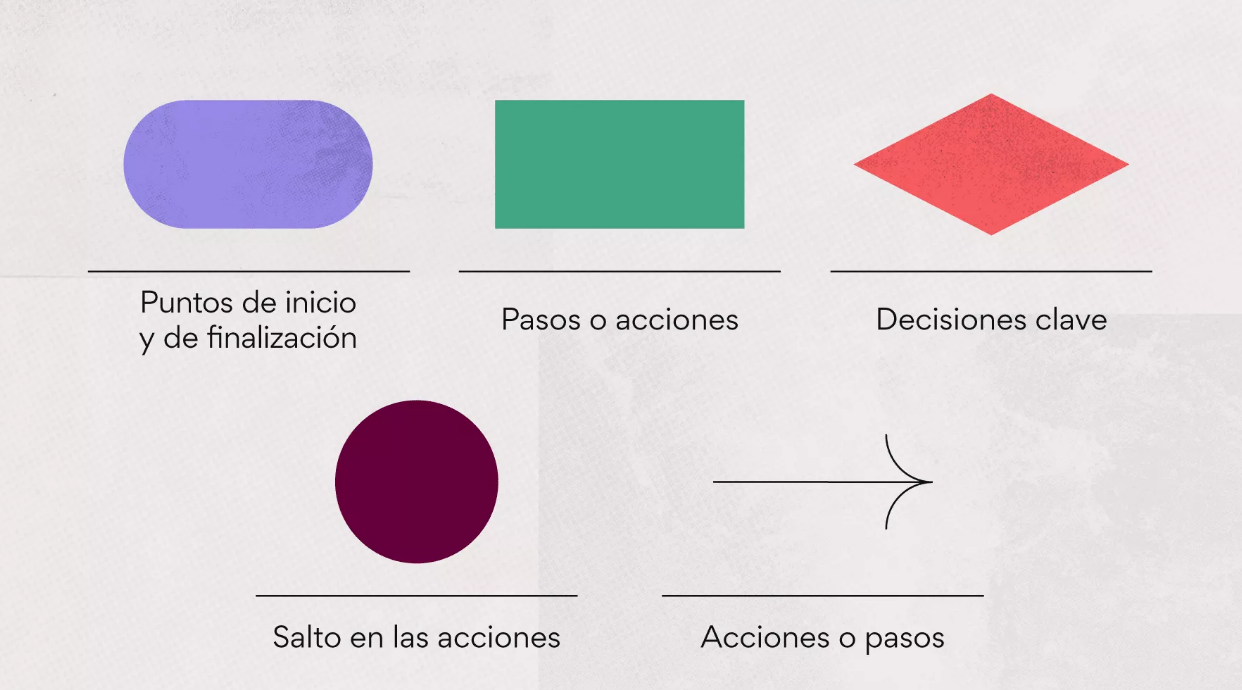 Puntos de inicio
y de finalización
Pasos o acciones
Decisiones clave
Salto en las acciones
Acciones o pasos